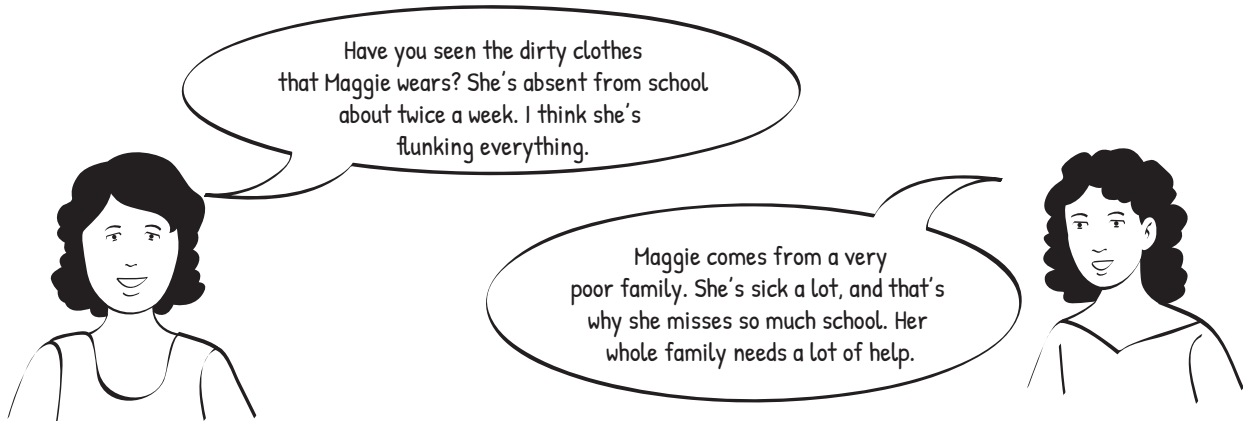 Have you seen the dirty clothes
that Maggie wears? She's absent from school
about twice a week. I think she's
flunking everything.
Maggie comes from a very
poor family. She's sick a lot, and that's
why she misses so much school. Her
whole family needs a lot of help.